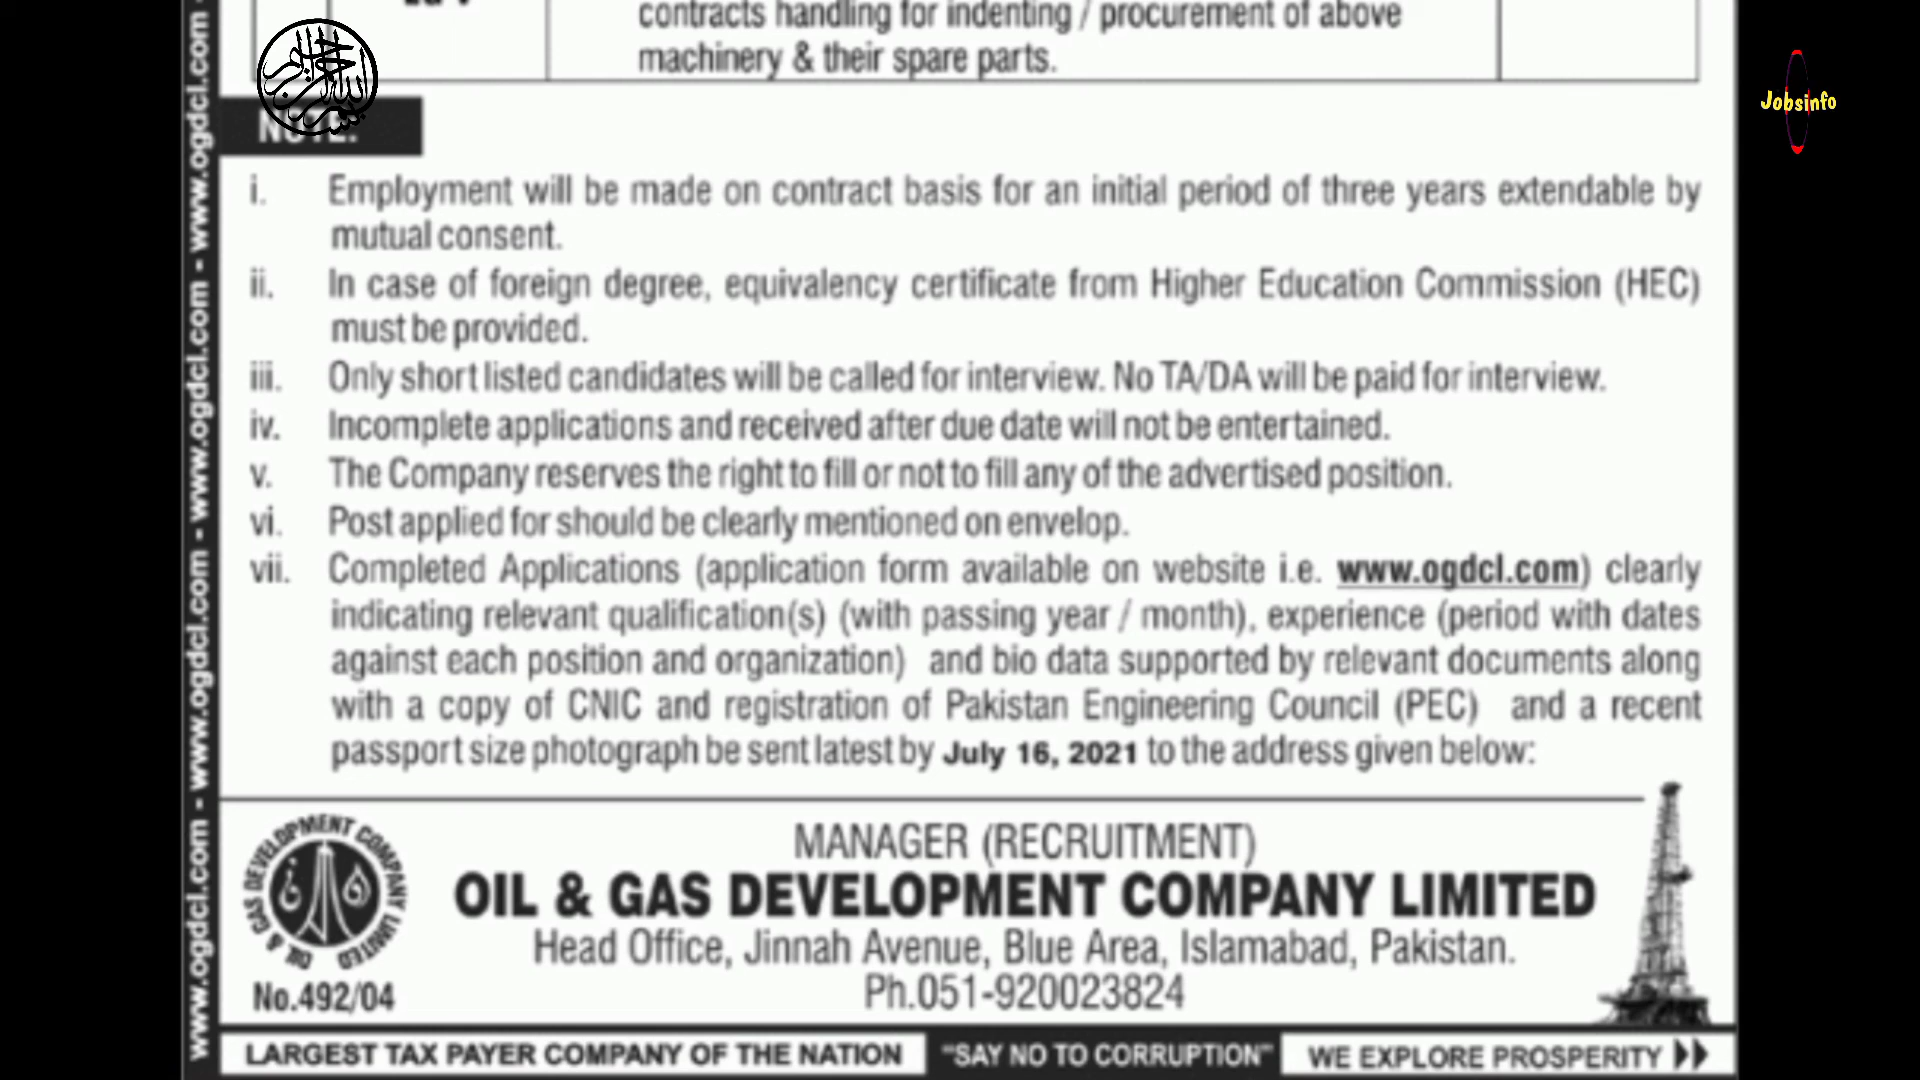 contracts handling for indenting / procurement of above
machinery & their spare parts.
Jobsinfo
NOTE:
i. Employment will be made on contract basis for an initial period of three years extendable by
mutual consent.
ii. In case of foreign degree, equivalency certificate from Higher Education Commission (HEC)
must be provided.
iii. Only short listed candidates will be called for interview. No TA/DA will be paid for interview.
iv. Incomplete applications and received after due date will not be entertained.
v. The Company reserves the right to fill or not to fill any of the advertised position.
vi. Post applied for should be clearly mentioned on envelop.
vii. Completed Applications (application form available on website i.e. www.ogdcl.com) clearly
indicating relevant qualification(s) (with passing year / month), experience (period with dates
against each position and organization) and bio data supported by relevant documents along
with a copy of CNIC and registration of Pakistan Engineering Council (PEC) and a recent
passport size photograph be sent latest by July 16, 2021 to the address given below:
MANAGER (RECRUITMENT)
OIL & GAS DEVELOPMENT COMPANY LIMITED
Head Office, Jinnah Avenue, Blue Area, Islamabad, Pakistan.
Ph.051-920023824
OIL & GAS DEVELOPMENT COMPANY LIMITED
No.492/04
LARGEST TAX PAYER COMPANY OF THE NATION
"SAY NO TO CORRUPTION"
WE EXPLORE PROSPERITY
www.ogdcl.com - www.ogdcl.com - www.ogdcl.com - www.ogdcl.com -